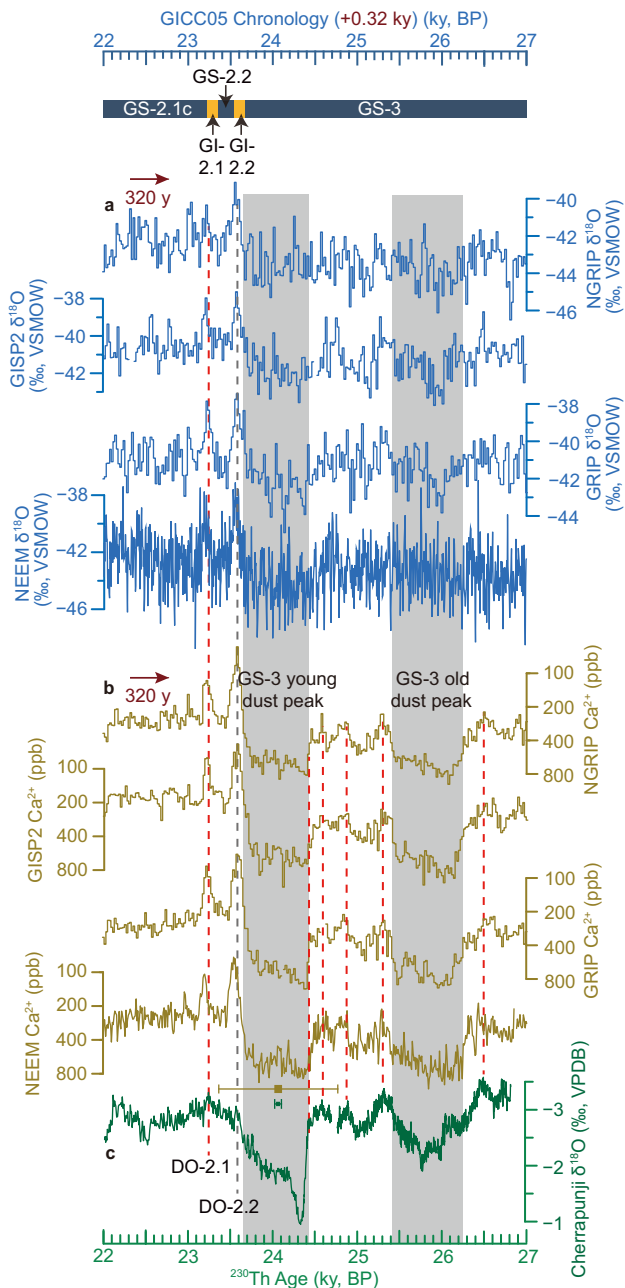 GICC05 Chronology (+0.32 ky) (ky, BP)
22 23 24 25 26 27
GS-2.2
GS-2.1c GS-3
GI-2.1
GI-2.2
320 y
a
−40
−42
−44
−46
NGRIP δ¹⁸O
(‰, VSMOW)
−38
−40
−42
GISP2 δ¹⁸O
(‰, VSMOW)
−38
−40
−42
−44
GRIP δ¹⁸O
(‰, VSMOW)
−38
−42
−46
NEEM δ¹⁸O
(‰, VSMOW)
b
320 y
GS-3 young
dust peak
GS-3 old
dust peak
100
200
400
800
NGRIP Ca²⁺ (ppb)
100
200
400
800
GISP2 Ca²⁺ (ppb)
100
200
400
800
GRIP Ca²⁺ (ppb)
100
200
400
800
NEEM Ca²⁺ (ppb)
c
−3
−2
−1
Cherrapunji δ¹⁸O (‰, VPDB)
DO-2.1
DO-2.2
22 23 24 25 26 27
²³⁰Th Age (ky, BP)